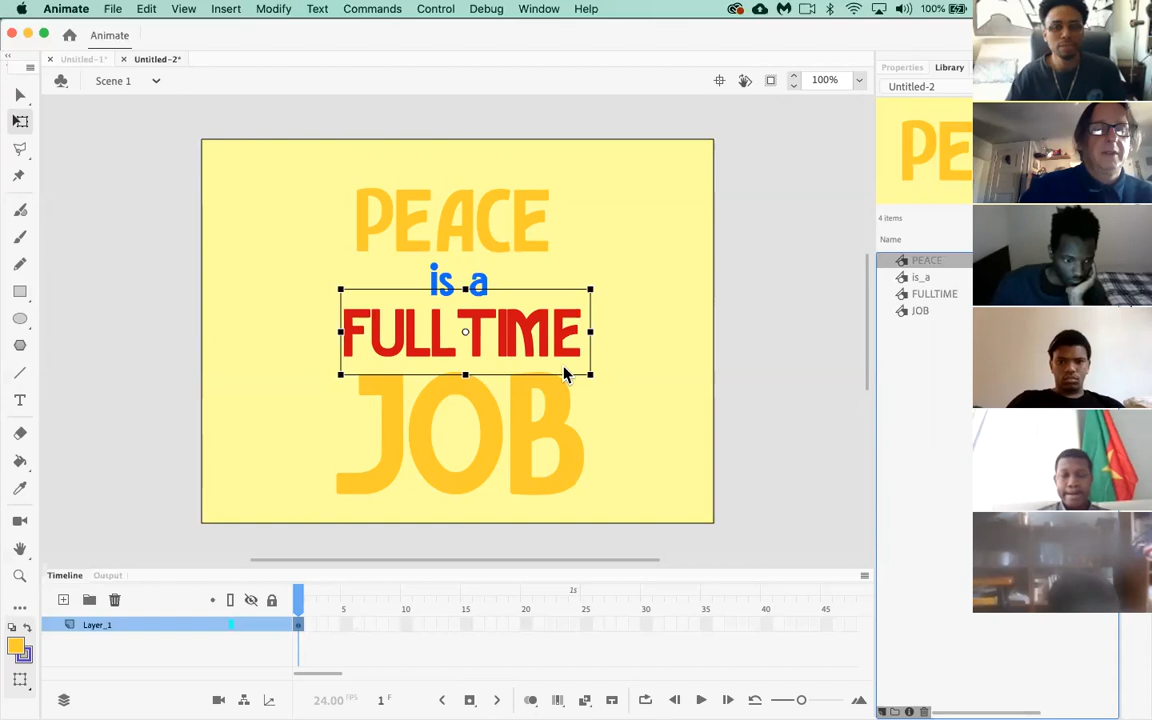 Animate File Edit View Insert Modify Text Commands Control Debug Window Help 100%
Animate
Untitled-1* Untitled-2*
Properties Library
Scene 1 100%
Untitled-2
PE
4 items
Name
PEACE
is_a
FULLTIME
JOB
PEACE
is a
FULLTIME
JOB
Timeline Output
1s
5 10 15 20 25 30 35 40 45
Layer_1
24.00 FPS 1 F